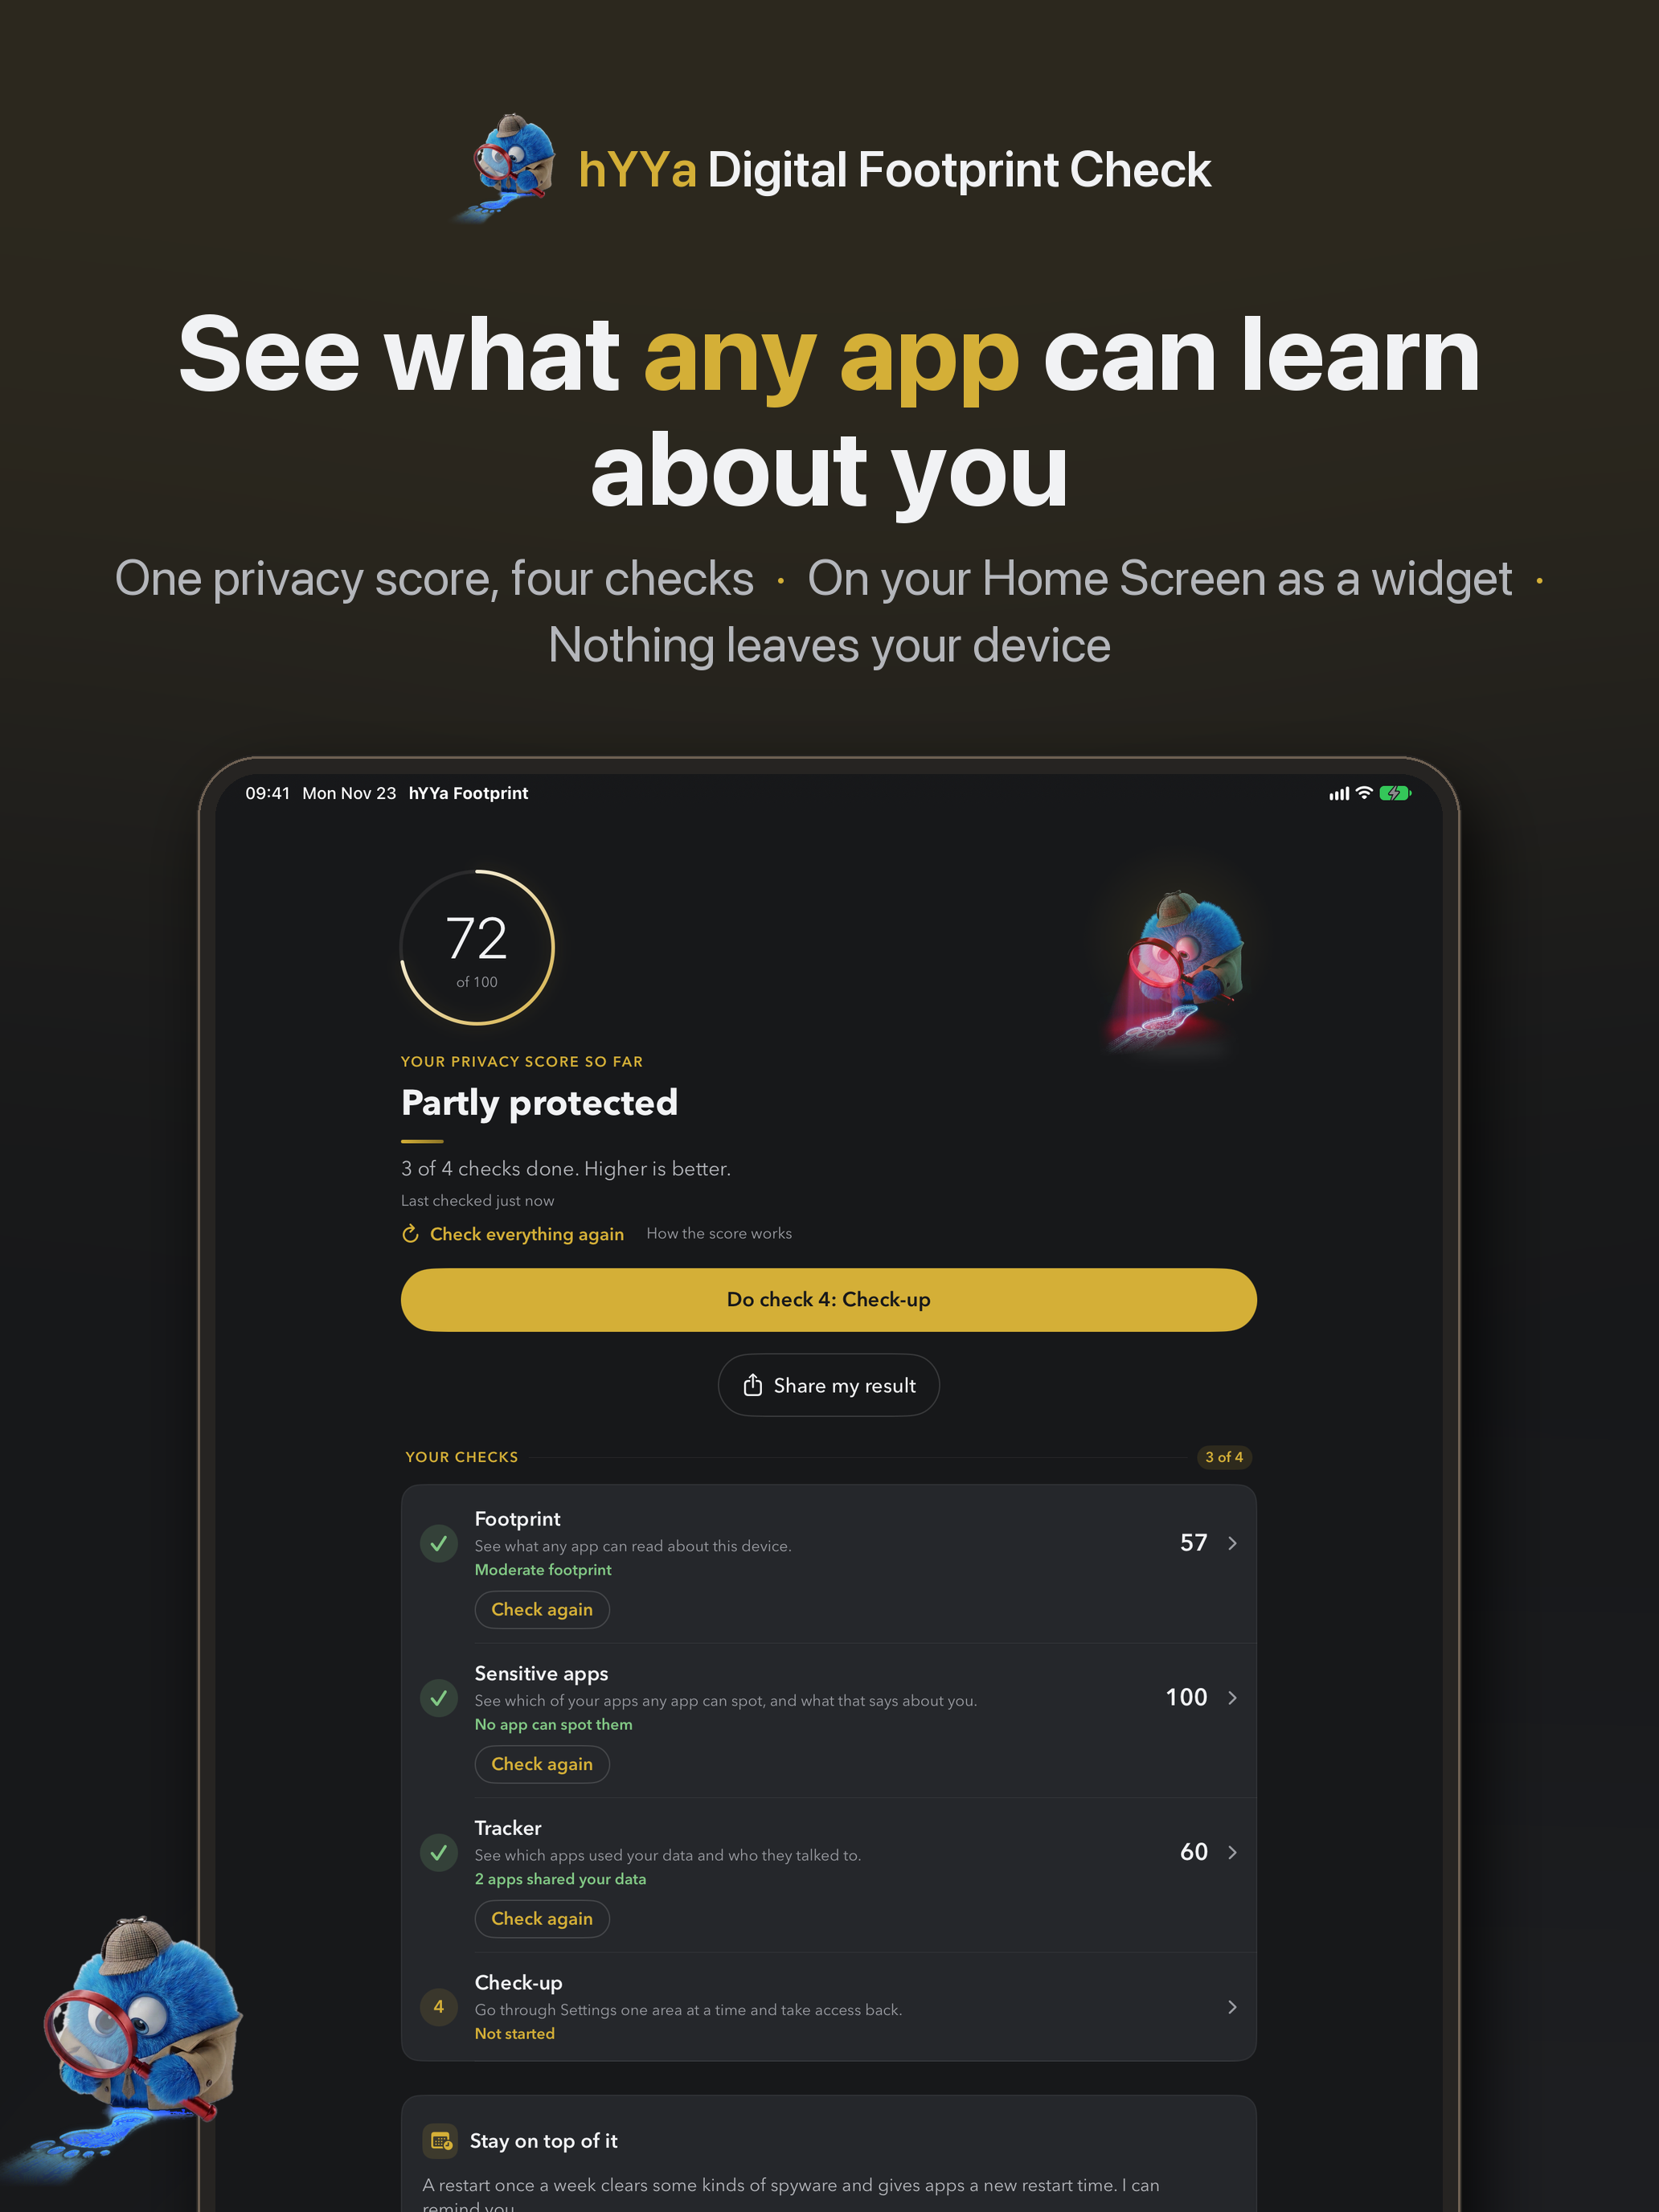 hYYa Digital Footprint Check
See what any app can learn
about you
One privacy score, four checks · On your Home Screen as a widget ·
Nothing leaves your device
09:41 Mon Nov 23 hYYa Footprint
72
of 100
YOUR PRIVACY SCORE SO FAR
Partly protected
3 of 4 checks done. Higher is better.
Last checked just now
Check everything again How the score works
Do check 4: Check-up
Share my result
YOUR CHECKS 3 of 4
Footprint
See what any app can read about this device.
57
Moderate footprint
Check again
Sensitive apps
See which of your apps any app can spot, and what that says about you.
100
No app can spot them
Check again
Tracker
See which apps used your data and who they talked to.
60
2 apps shared your data
Check again
Check-up
4
Go through Settings one area at a time and take access back.
Not started
Stay on top of it
A restart once a week clears some kinds of spyware and gives apps a new restart time. I can
remind you.